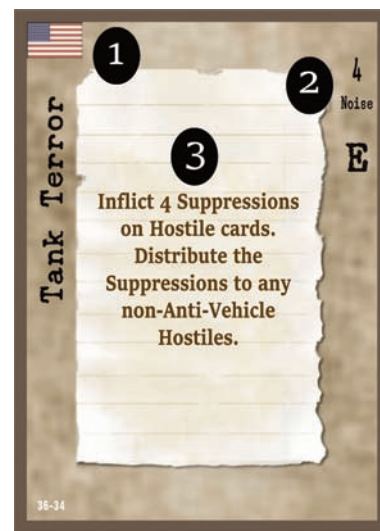 1
2
4
Noise
E
Tank Terror
3
Inflict 4 Suppressions
on Hostile cards.
Distribute the
Suppressions to any
non-Anti-Vehicle
Hostiles.
36-34